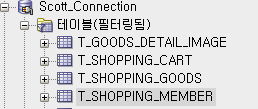 Scott_Connection
테이블(필터링됨)
T_GOODS_DETAIL_IMAGE
T_SHOPPING_CART
T_SHOPPING_GOODS
T_SHOPPING_MEMBER